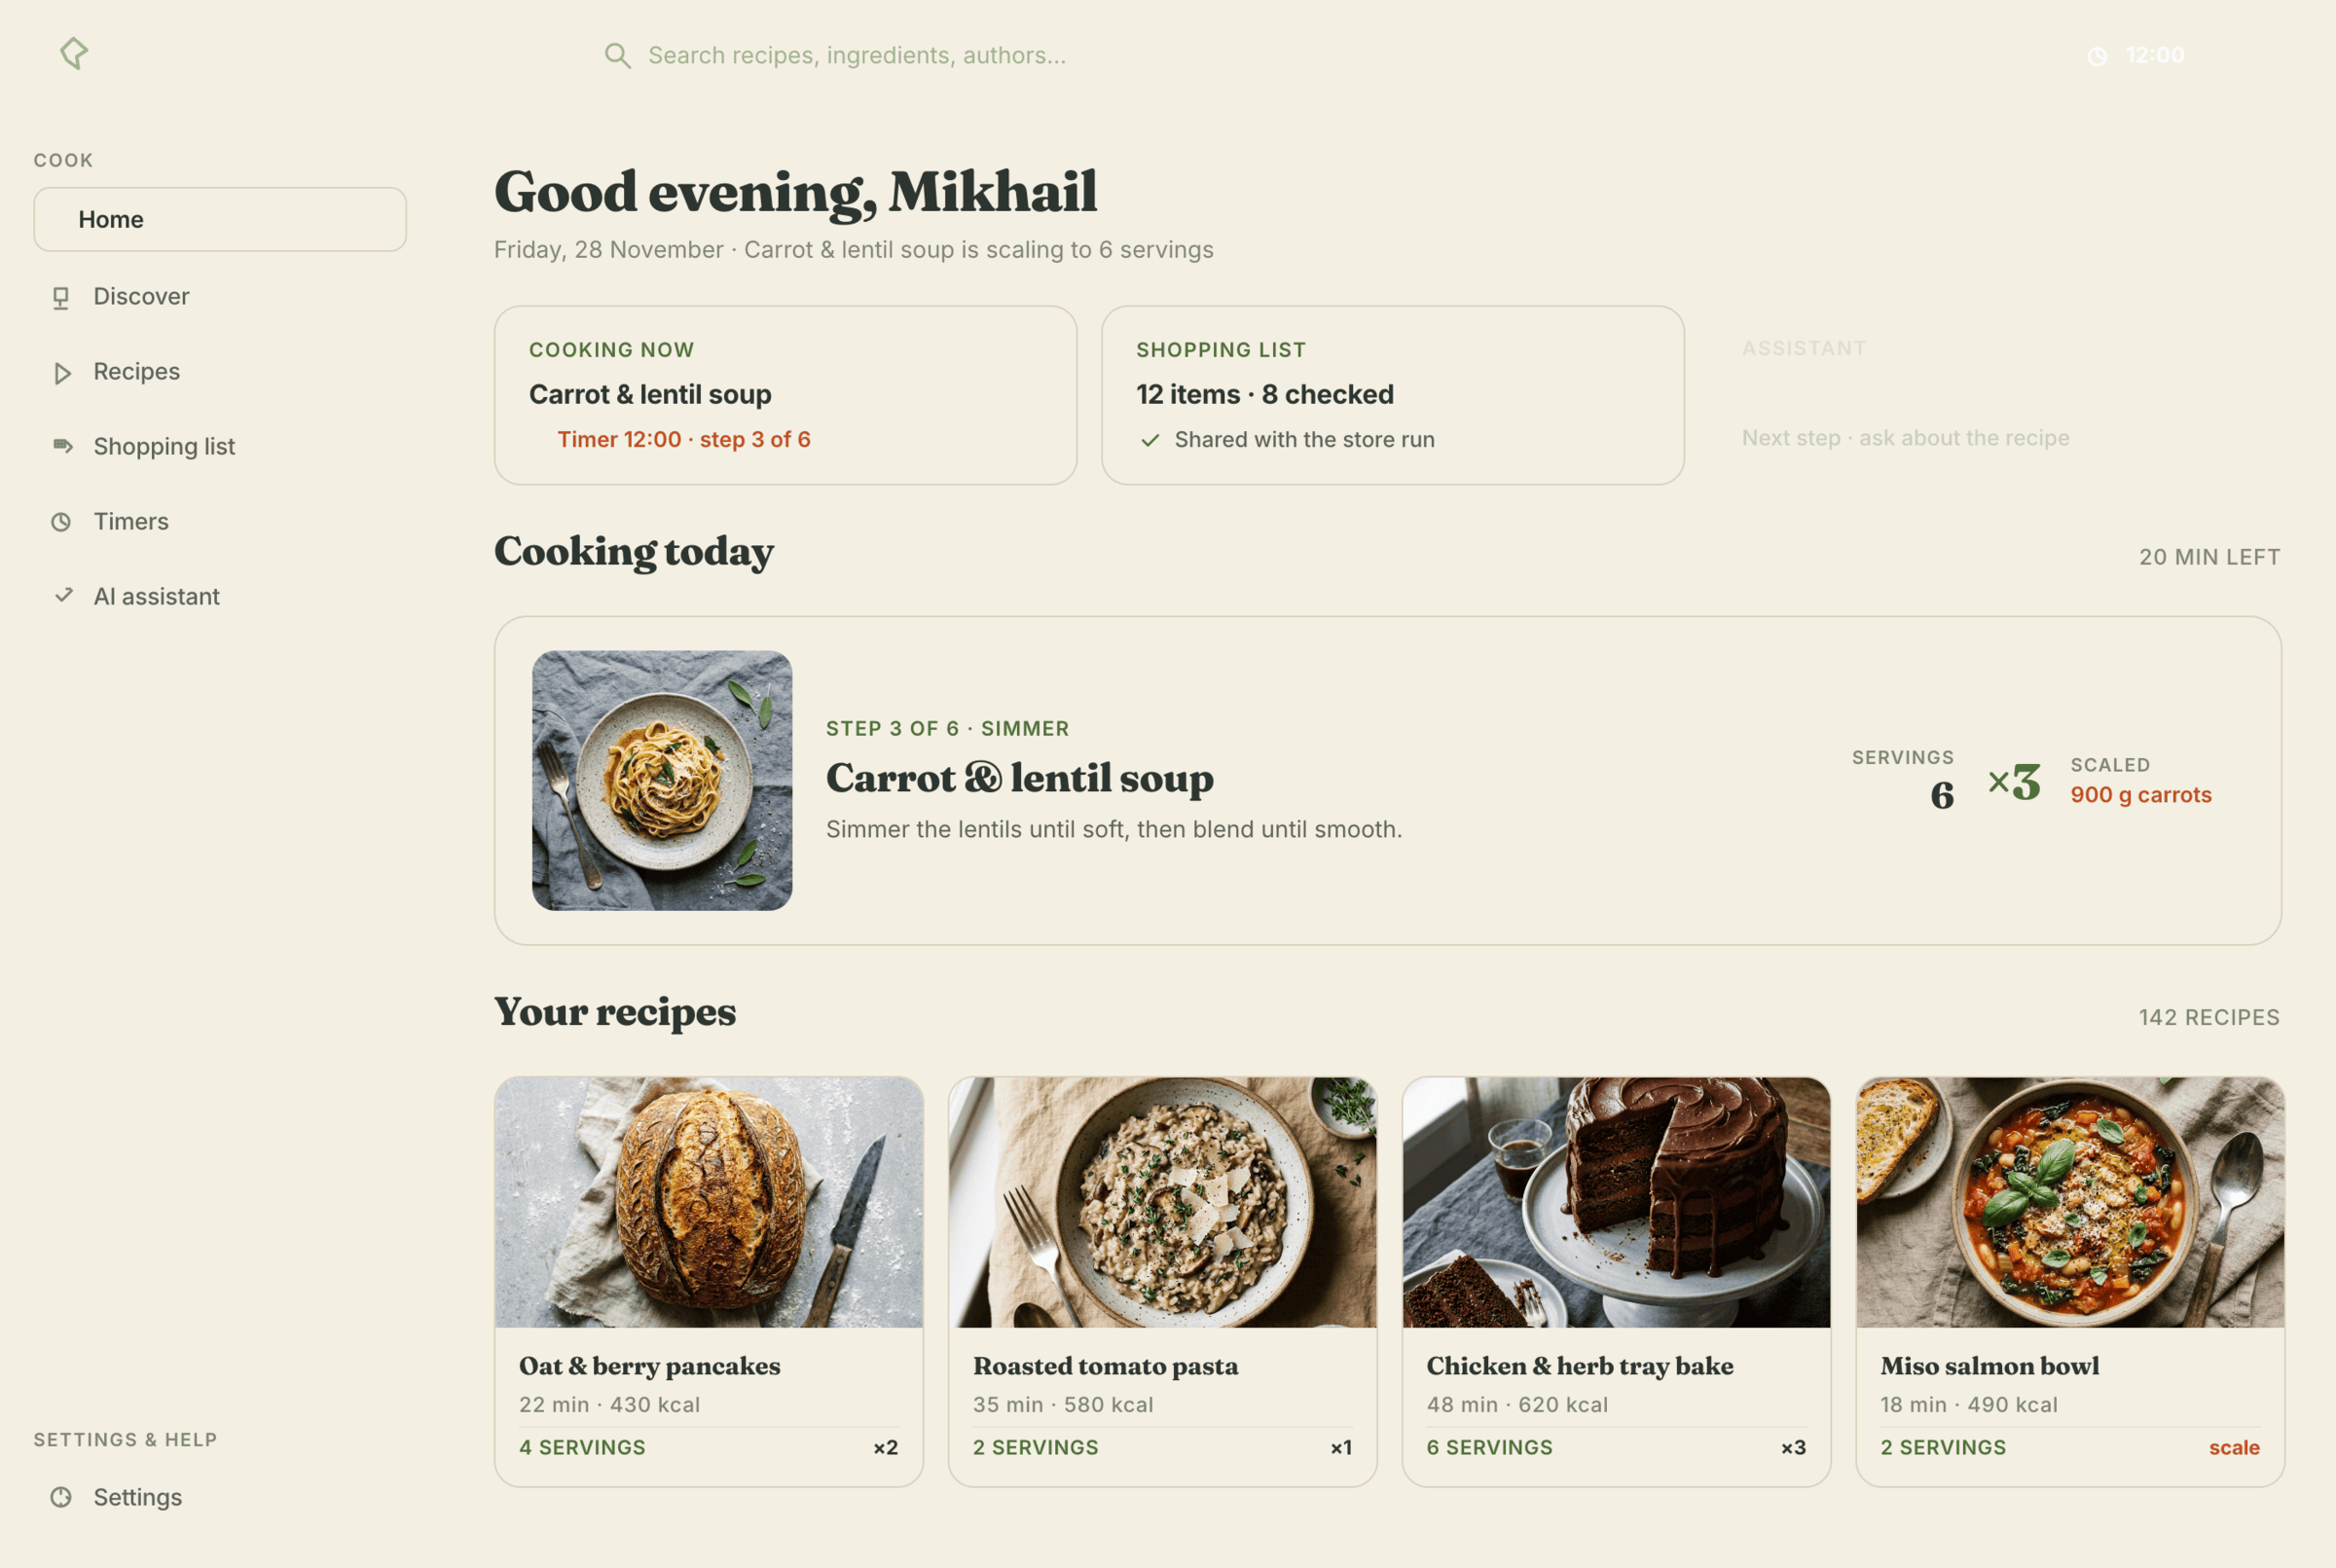 Search recipes, ingredients, authors...
12:00
COOK
Home
Discover
Recipes
Shopping list
Timers
AI assistant
SETTINGS & HELP
Settings
Good evening, Mikhail
Friday, 28 November · Carrot & lentil soup is scaling to 6 servings
COOKING NOW
Carrot & lentil soup
Timer 12:00 · step 3 of 6
SHOPPING LIST
12 items · 8 checked
Shared with the store run
ASSISTANT
Next step · ask about the recipe
Cooking today
20 MIN LEFT
STEP 3 OF 6 · SIMMER
Carrot & lentil soup
Simmer the lentils until soft, then blend until smooth.
SERVINGS
6
×3
SCALED
900 g carrots
Your recipes
142 RECIPES
Oat & berry pancakes
22 min · 430 kcal
4 SERVINGS ×2
Roasted tomato pasta
35 min · 580 kcal
2 SERVINGS ×1
Chicken & herb tray bake
48 min · 620 kcal
6 SERVINGS ×3
Miso salmon bowl
18 min · 490 kcal
2 SERVINGS scale